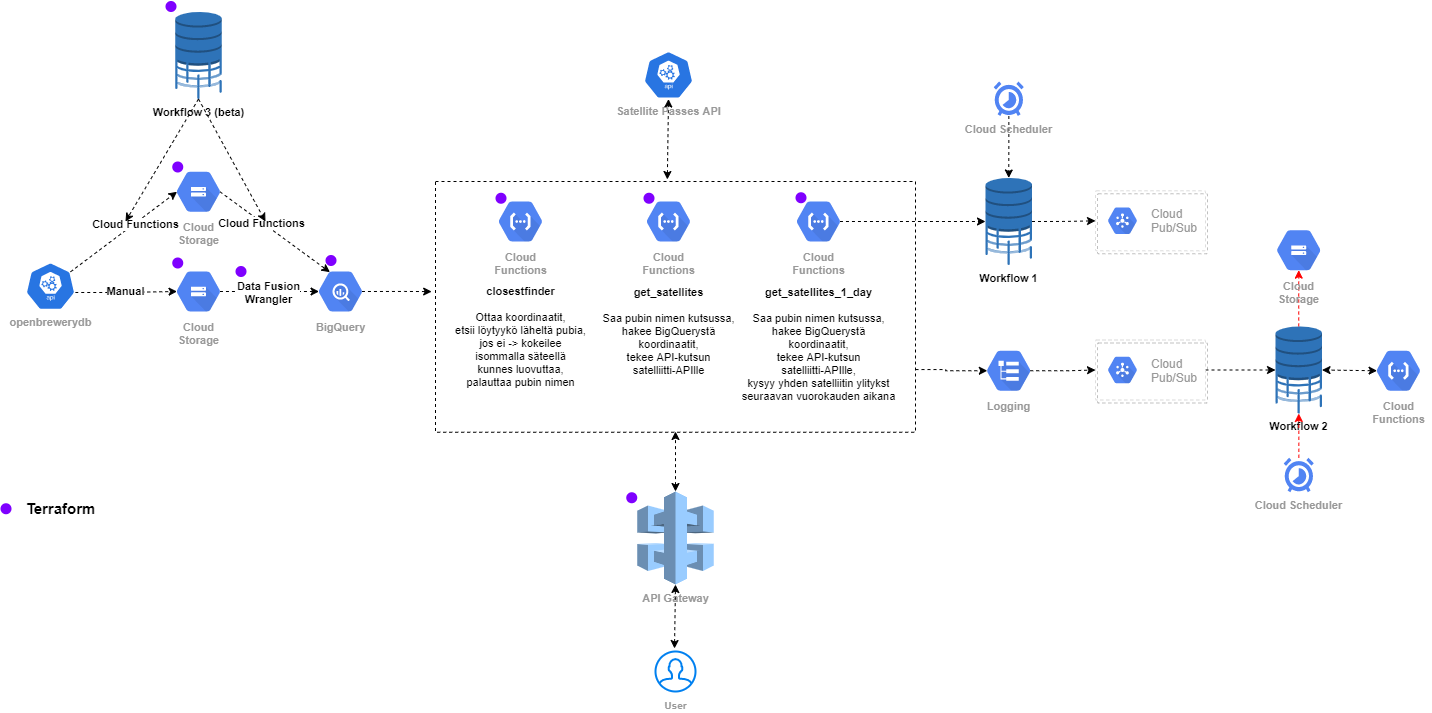 Workflow 3 (beta)
Satellite Passes API
Cloud Scheduler
Cloud Functions
Cloud Functions
Cloud
Storage
openbrewerydb
Manual
Cloud
Storage
Data Fusion
Wrangler
BigQuery
api
api
Cloud
Functions
closestfinder
Ottaa koordinaatit,
etsii löytyykö läheltä pubia,
jos ei -> kokeilee
isommalla säteellä
kunnes luovuttaa,
palauttaa pubin nimen
Cloud
Functions
get_satellites
Saa pubin nimen kutsussa,
hakee BigQuerystä
koordinaatit,
tekee API-kutsun
satelliitti-APIlle
Cloud
Functions
get_satellites_1_day
Saa pubin nimen kutsussa,
hakee BigQuerystä
koordinaatit,
tekee API-kutsun
satelliitti-APIlle,
kysyy yhden satelliitin ylitykst
seuraavan vuorokauden aikana
Workflow 1
Cloud
Pub/Sub
Logging
Cloud
Pub/Sub
Cloud
Storage
Workflow 2
Cloud
Functions
Cloud Scheduler
Terraform
API Gateway
User